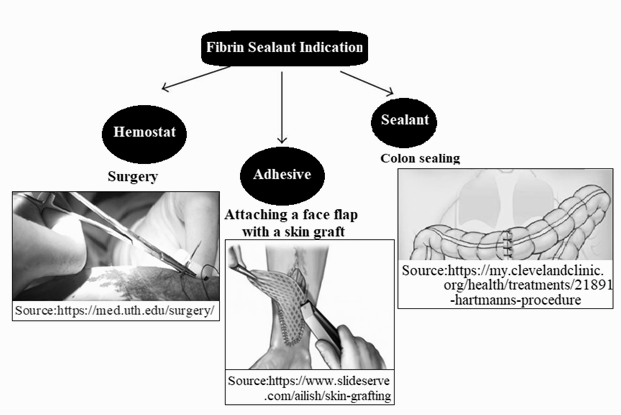 Fibrin Sealant Indication
Hemostat
Sealant
Adhesive
Surgery
Colon sealing
Attaching a face flap
with a skin graft
Source:https://med.uth.edu/surgery/
Source:https://my.clevelandclinic.
org/health/treatments/21891
-hartmanns-procedure
Source:https://www.slideserve
.com/ailish/skin-grafting